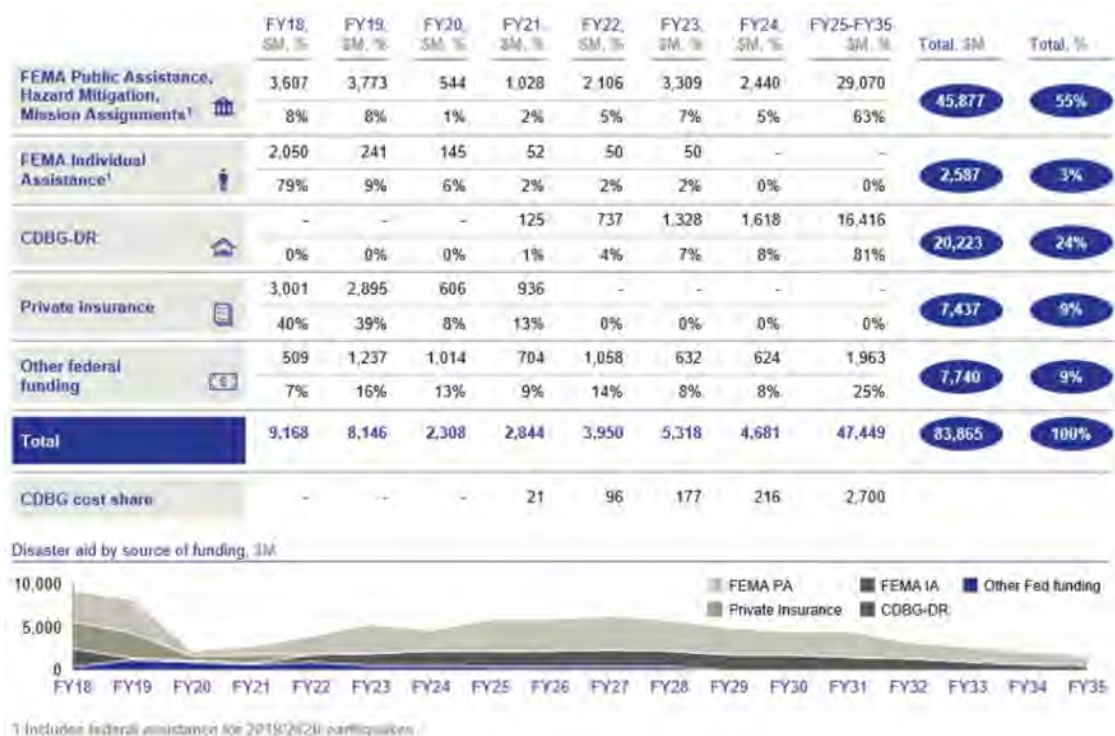 FY18, FY19, FY20, FY21, FY22, FY23, FY24, FY25-FY35
$M, % $M, % $M, % $M, % $M, % $M, % $M, % $M, % Total, $M Total, %
FEMA Public Assistance,
Hazard Mitigation,
Mission Assignments¹
3,607 3,773 544 1,028 2,106 3,309 2,440 29,070
45,877 55%
8% 8% 1% 2% 5% 7% 5% 63%
FEMA Individual
Assistance¹
2,050 241 145 52 50 50 - -
2,587 3%
79% 9% 6% 2% 2% 2% 0% 0%
CDBG-DR
- - - 125 737 1,328 1,618 16,416
20,223 24%
0% 0% 0% 1% 4% 7% 8% 81%
Private insurance
3,001 2,895 606 936 - - - -
7,437 9%
40% 39% 8% 13% 0% 0% 0% 0%
Other federal
funding
509 1,237 1,014 704 1,058 632 624 1,963
7,740 9%
7% 16% 13% 9% 14% 8% 8% 25%
Total 9,168 8,146 2,308 2,844 3,950 5,318 4,681 47,449 83,865 100%
CDBG cost share - - - 21 96 177 216 2,700
Disaster aid by source of funding, $M
10,000
5,000
0
FEMA PA FEMA IA Other Fed funding
Private Insurance CDBG-DR
FY18 FY19 FY20 FY21 FY22 FY23 FY24 FY25 FY26 FY27 FY28 FY29 FY30 FY31 FY32 FY33 FY34 FY35
1 Includes federal assistance for 2019/2020 earthquakes